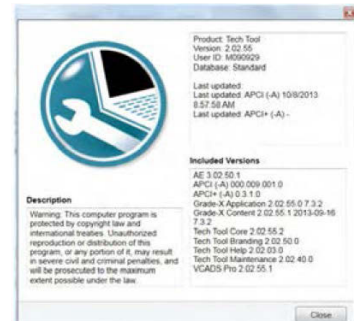 Product: Tech Tool
Version: 2.02.55
User ID: M090929
Database: Standard
Last updated:
Last updated: APCI (-A) 10/8/2013
8:57:58 AM
Last updated: APCI+ (-A) -
Included Versions
AE 3.02.50.1
APCI (-A) 000.009.001.0
APCI+ (-A) 0.3.1.0
Grade-X Application 2.02.55.0 7.3.2
Grade-X Content 2.02.55.1 2013-09-16
7.3.2
Tech Tool Core 2.02.55.2
Tech Tool Branding 2.02.50.0
Tech Tool Help 2.02.03.0
Tech Tool Maintenance 2.02.40.0
VCADS Pro 2.02.55.1
Description
Warning: This computer program is
protected by copyright law and
international treaties. Unauthorized
reproduction or distribution of this
program, or any portion of it, may result
in severe civil and criminal penalties, and
will be prosecuted to the maximum
extent possible under the law.
Close